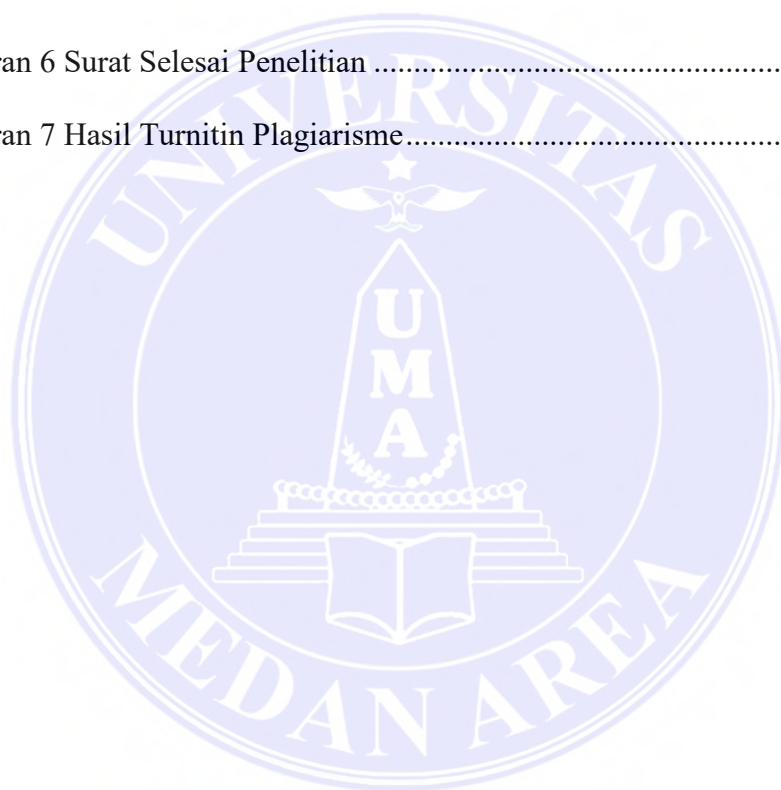 ran 6 Surat Selesai Penelitian ....................................................
ran 7 Hasil Turnitin Plagiarisme................................................
UNIVERSITAS
U
M
A
MEDAN AREA